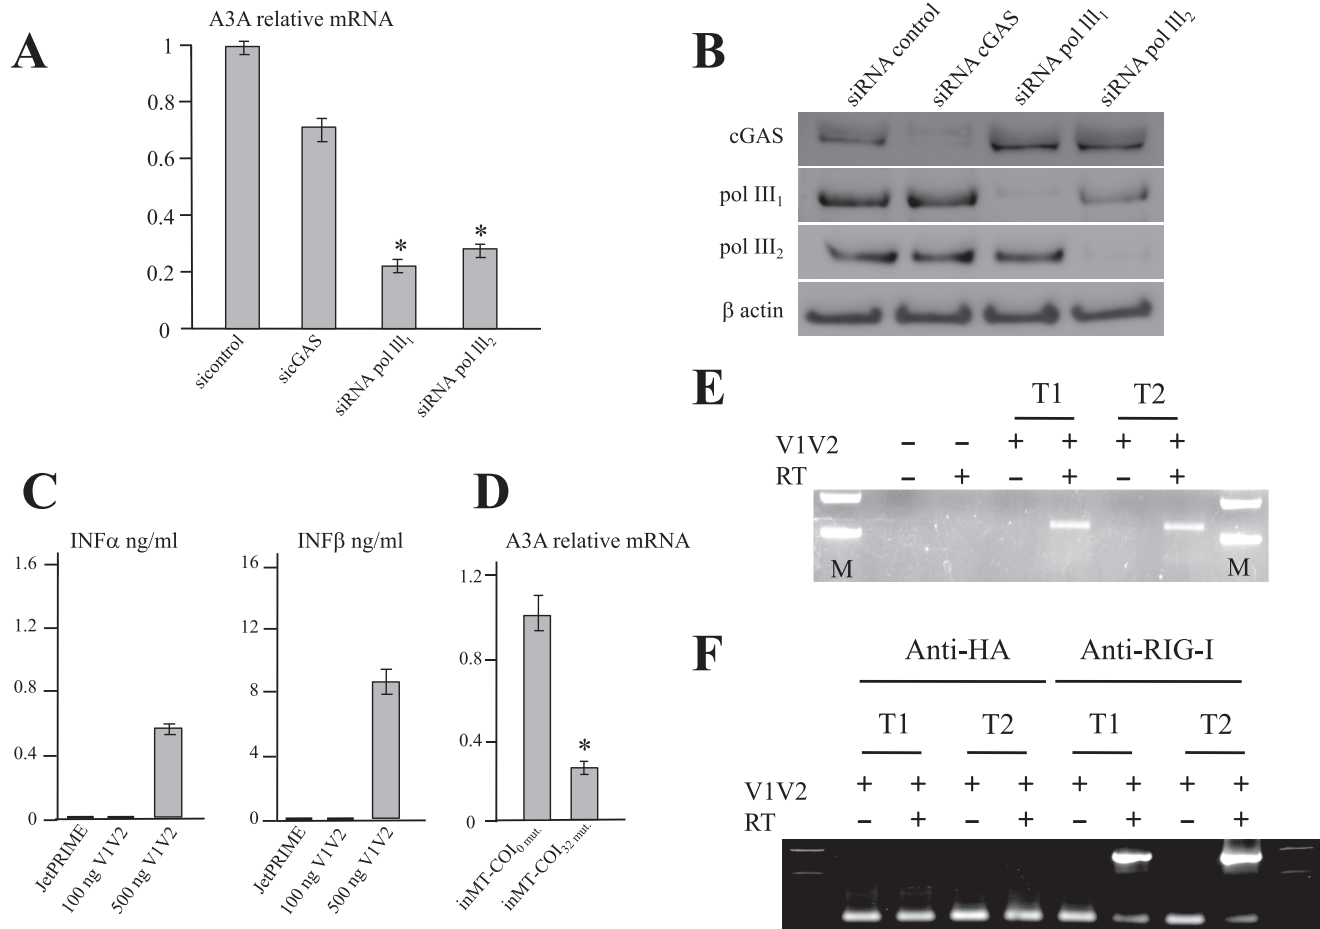 A
A3A relative mRNA
1
0.8
0.6
0.4
0.2
0
*
*
sicontrol
sicGAS
siRNA pol III₁
siRNA pol III₂
B
siRNA control
siRNA cGAS
siRNA pol III₁
siRNA pol III₂
cGAS
pol III₁
pol III₂
β actin
C
INFα ng/ml
1.6
1.2
0.8
0.4
0
JetPRIME
100 ng V1V2
500 ng V1V2
INFβ ng/ml
16
12
8
4
0
JetPRIME
100 ng V1V2
500 ng V1V2
D
A3A relative mRNA
1.2
0.8
0.4
0
*
inMT-COI₀ mut.
inMT-COI₃₂ mut.
E
T1 T2
V1V2 – – + + + +
RT – + – + – +
M M
F
Anti-HA Anti-RIG-I
T1 T2 T1 T2
V1V2 + + + + + + + +
RT – + – + – + – +